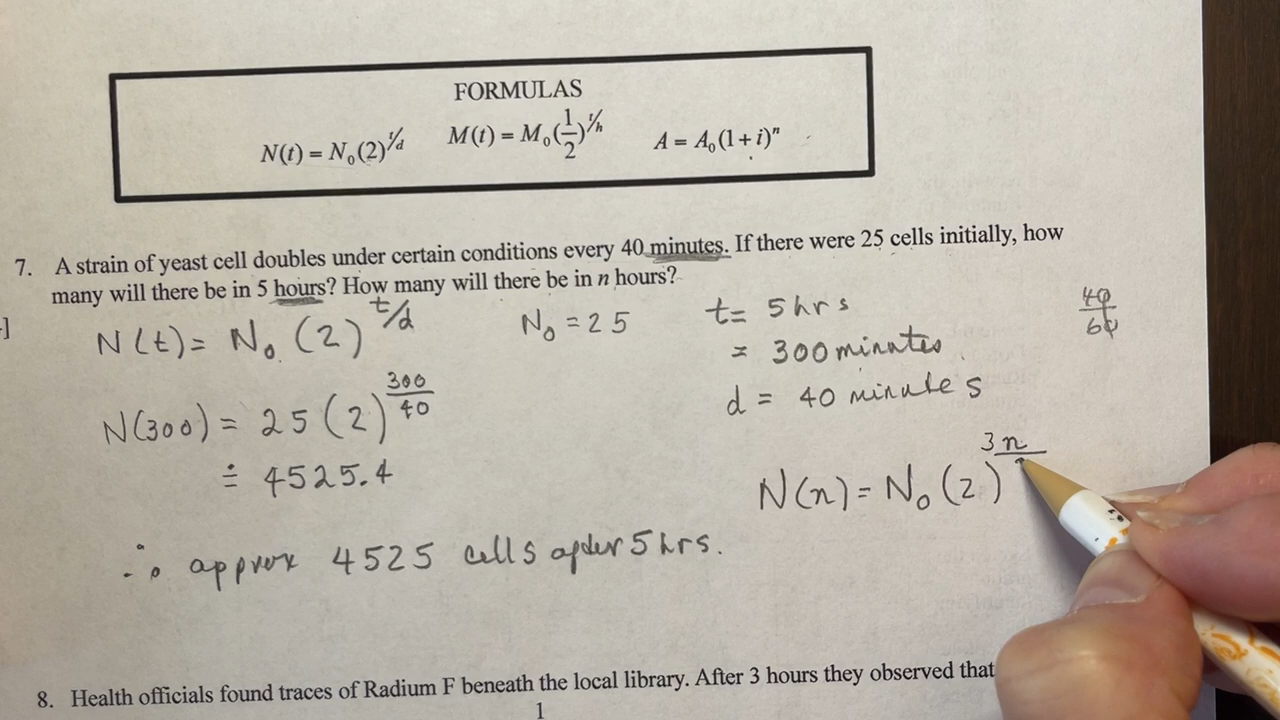 FORMULAS
N(t) = N₀(2)^(t/d) M(t) = M₀(1/2)^(t/h) A = A₀(1+i)ⁿ
7. A strain of yeast cell doubles under certain conditions every 40 minutes. If there were 25 cells initially, how
many will there be in 5 hours? How many will there be in n hours?
]
N(t) = N₀(2)^(t/d)
N(300) = 25(2)^(300/40)
≐ 4525.4
∴ approx 4525 cells after 5 hrs.
N₀ = 25
t = 5 hrs
= 300 minutes
d = 40 minutes
40/60
N(n) = N₀(2)^(3n/
8. Health officials found traces of Radium F beneath the local library. After 3 hours they observed that
1